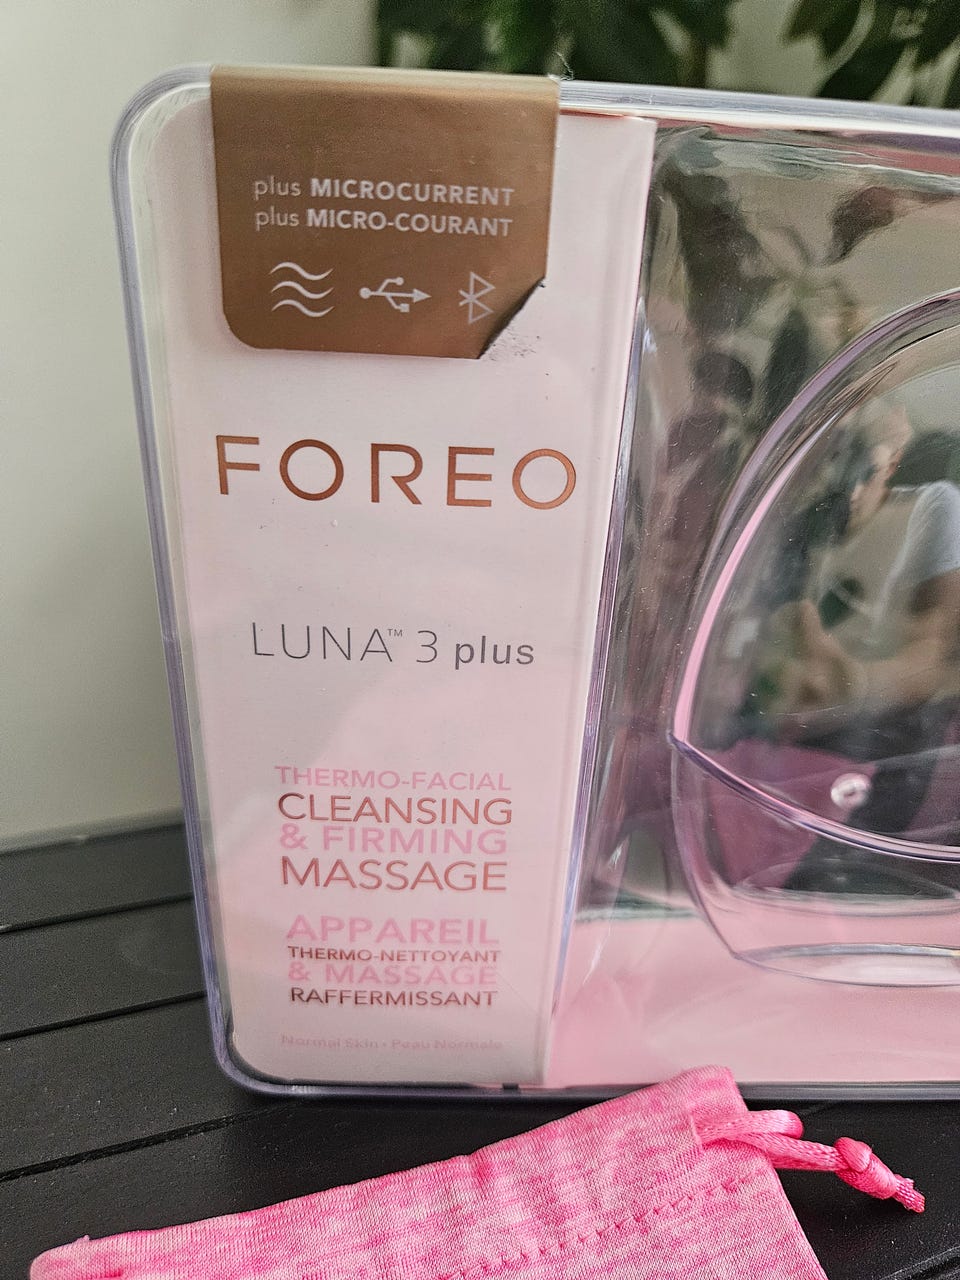 plus MICROCURRENT
plus MICRO-COURANT
FOREO
LUNA™ 3 plus
THERMO-FACIAL
CLEANSING
& FIRMING
MASSAGE
APPAREIL
THERMO-NETTOYANT
& MASSAGE
RAFFERMISSANT
Normal Skin • Peau Normale